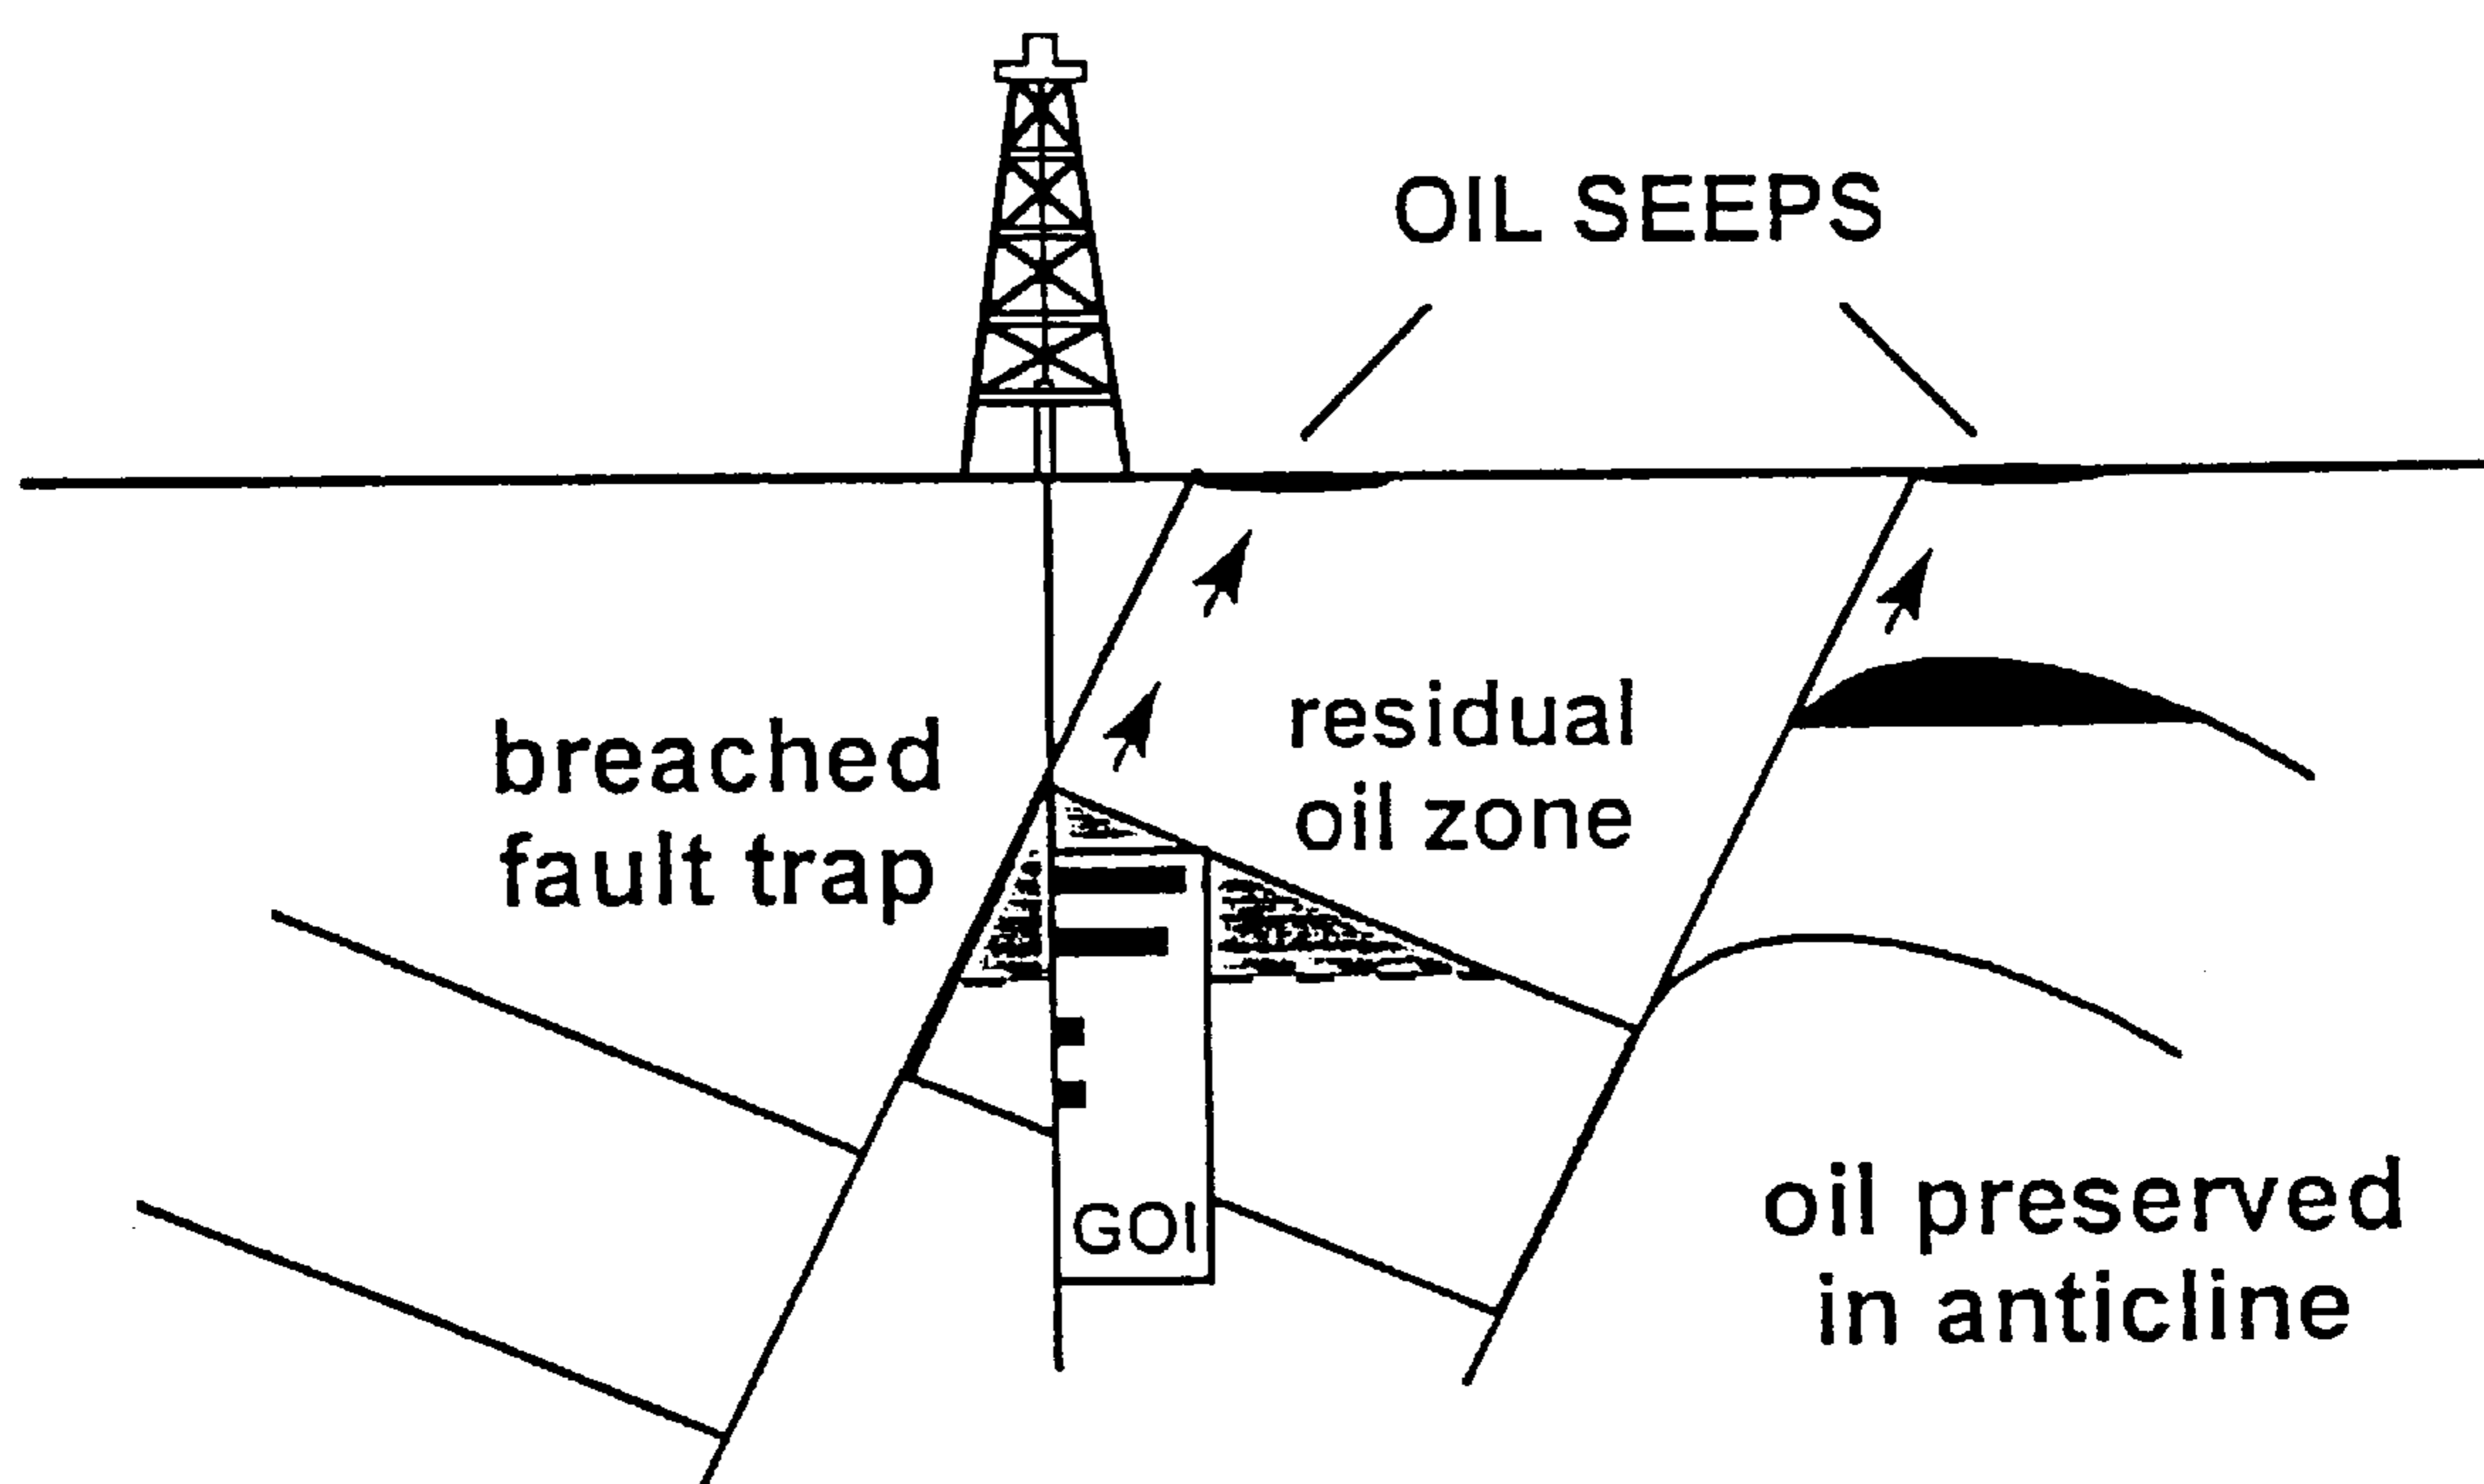 OIL SEEPS
residual
oil zone
breached
fault trap
GOI
oil preserved
in anticline